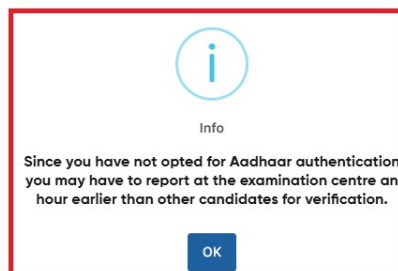 i
Info
Since you have not opted for Aadhaar authentication
you may have to report at the examination centre an
hour earlier than other candidates for verification.
OK